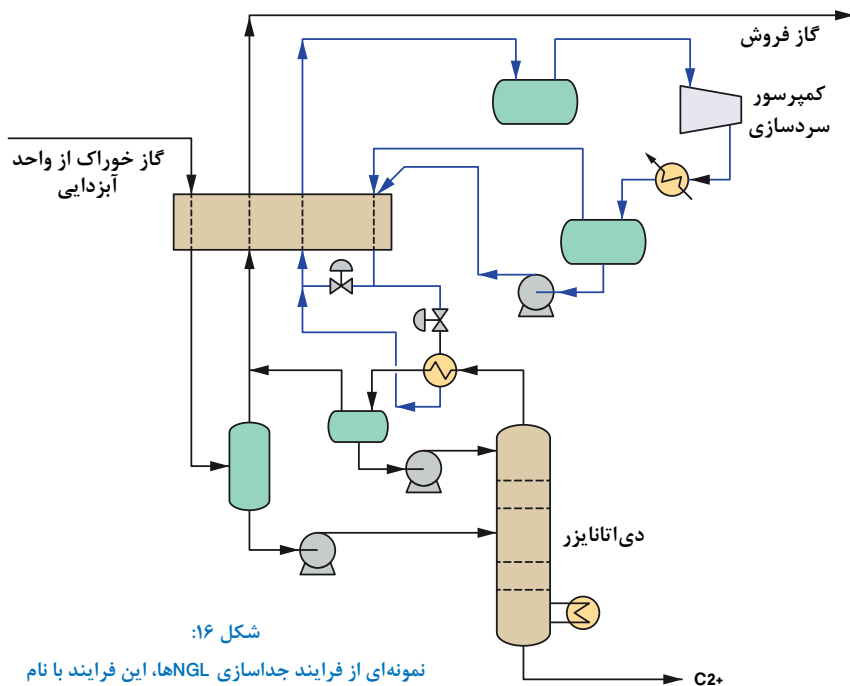 گاز فروش
کمپرسور
سردسازی
گاز خوراک از واحد
آبزدایی
دی‌اتانایزر
شکل ۱۶:
نمونه‌ای از فرایند جداسازی NGLها، این فرایند با نام
C2+